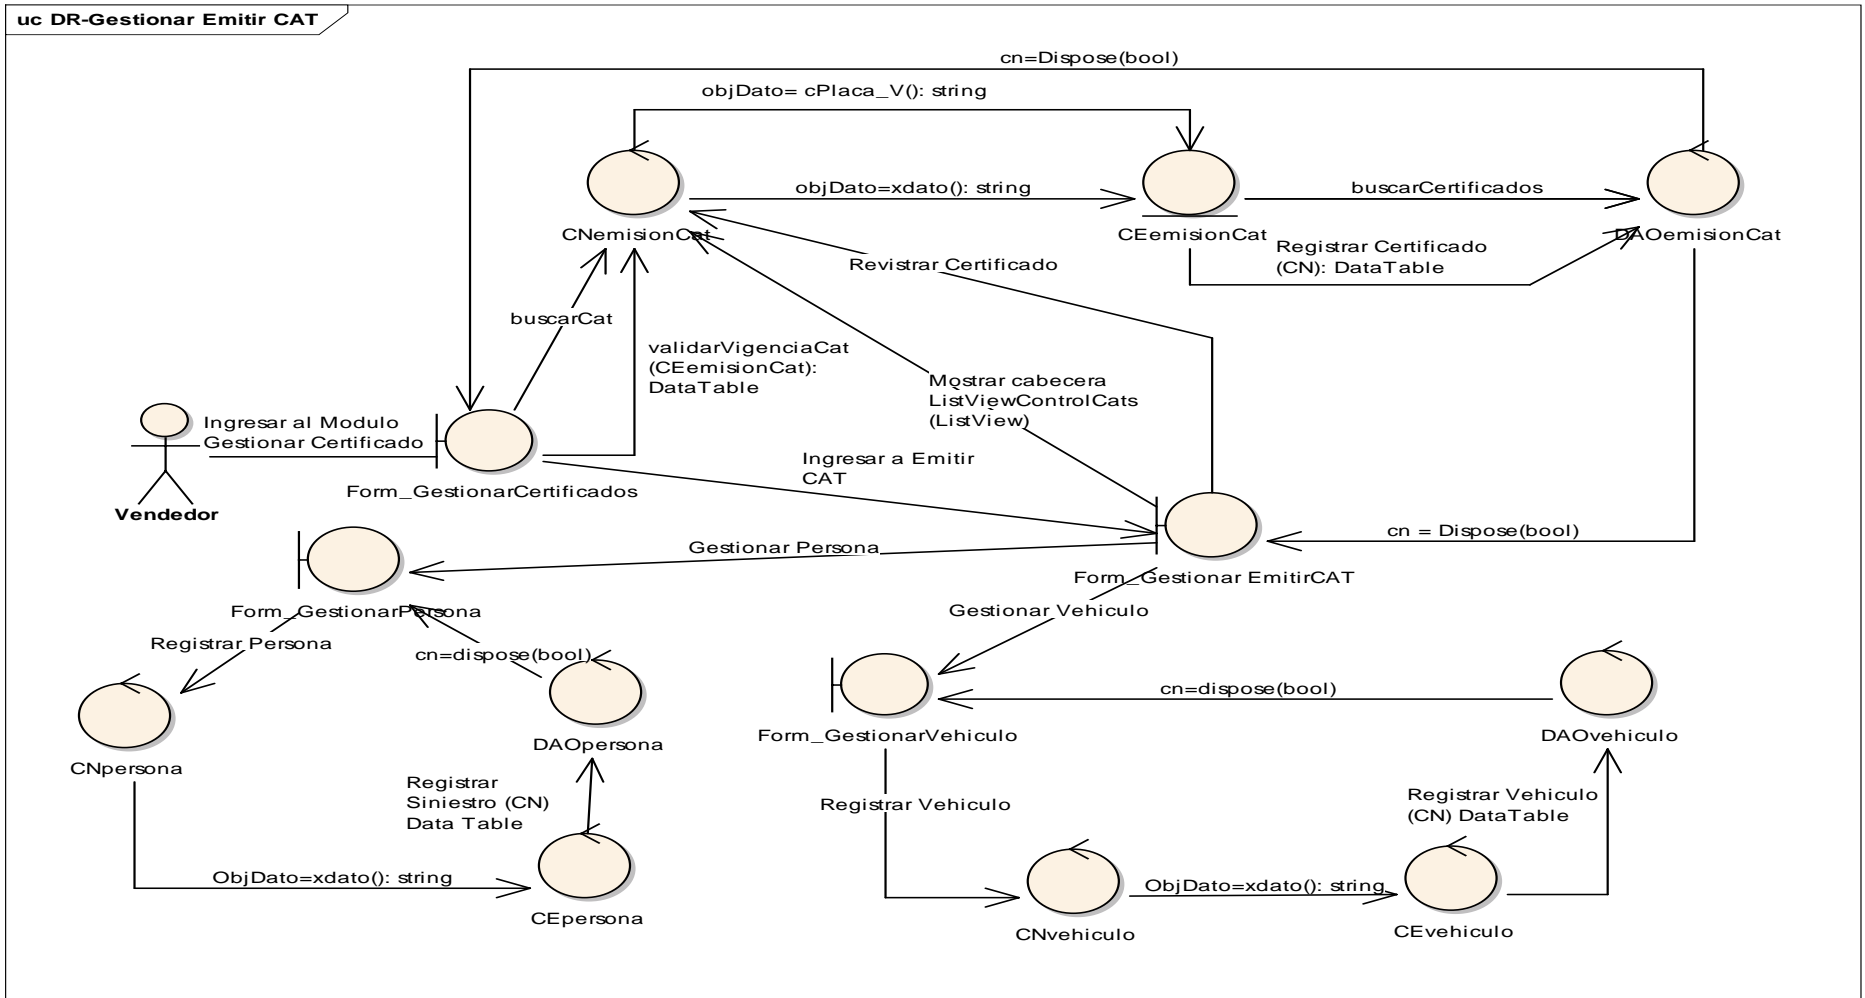 uc DR-Gestionar Emitir CAT
cn=Dispose(bool)
objDato= cPlaca_V(): string
objDato=xdato(): string
buscarCertificados
CNemisionCat
CEemisionCat
DAOemisionCat
Registrar Certificado
(CN): DataTable
Revistrar Certificado
buscarCat
validarVigenciaCat
(CEemisionCat):
DataTable
Mostrar cabecera
ListViewControlCats
(ListView)
Ingresar al Modulo
Gestionar Certificado
Vendedor
Form_GestionarCertificados
Ingresar a Emitir
CAT
cn = Dispose(bool)
Gestionar Persona
Form_Gestionar EmitirCAT
Form_GestionarPersona
Gestionar Vehiculo
Registrar Persona
cn=dispose(bool)
cn=dispose(bool)
Form_GestionarVehiculo
DAOvehiculo
DAOpersona
CNpersona
Registrar
Siniestro (CN)
Data Table
Registrar Vehiculo
Registrar Vehiculo
(CN) DataTable
ObjDato=xdato(): string
ObjDato=xdato(): string
CEpersona
CNvehiculo
CEvehiculo